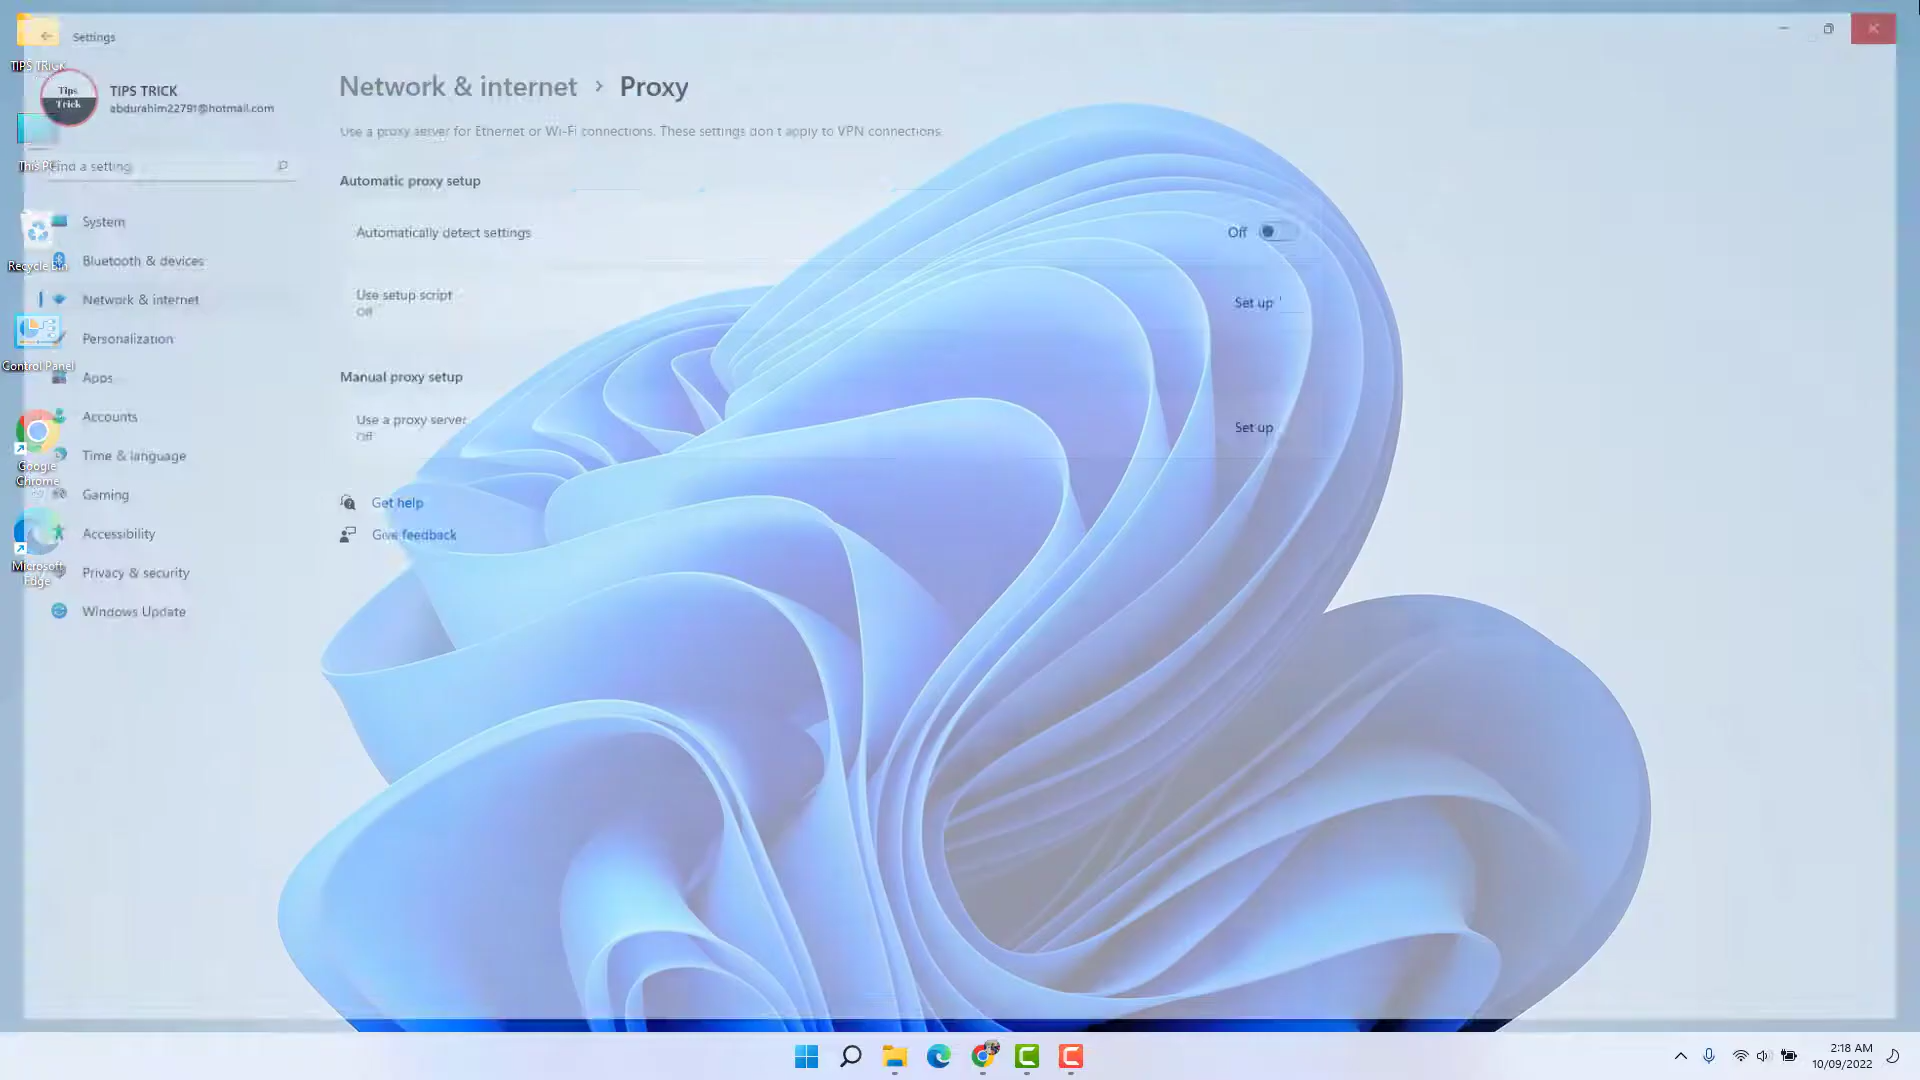 Settings
TIPS TRICK
Tips
Trick
TIPS TRICK
abdurahim22791@hotmail.com
Find a setting
System
Bluetooth & devices
Network & internet
Personalization
Apps
Accounts
Time & language
Gaming
Accessibility
Privacy & security
Windows Update
Network & internet > Proxy
Use a proxy server for Ethernet or Wi-Fi connections. These settings don't apply to VPN connections.
Automatic proxy setup
Automatically detect settings
Off
Use setup script
Off
Set up
Manual proxy setup
Use a proxy server
Off
Set up
Get help
Give feedback
This PC
Recycle Bin
Control Panel
Google
Chrome
Microsoft
Edge
2:18 AM
10/09/2022